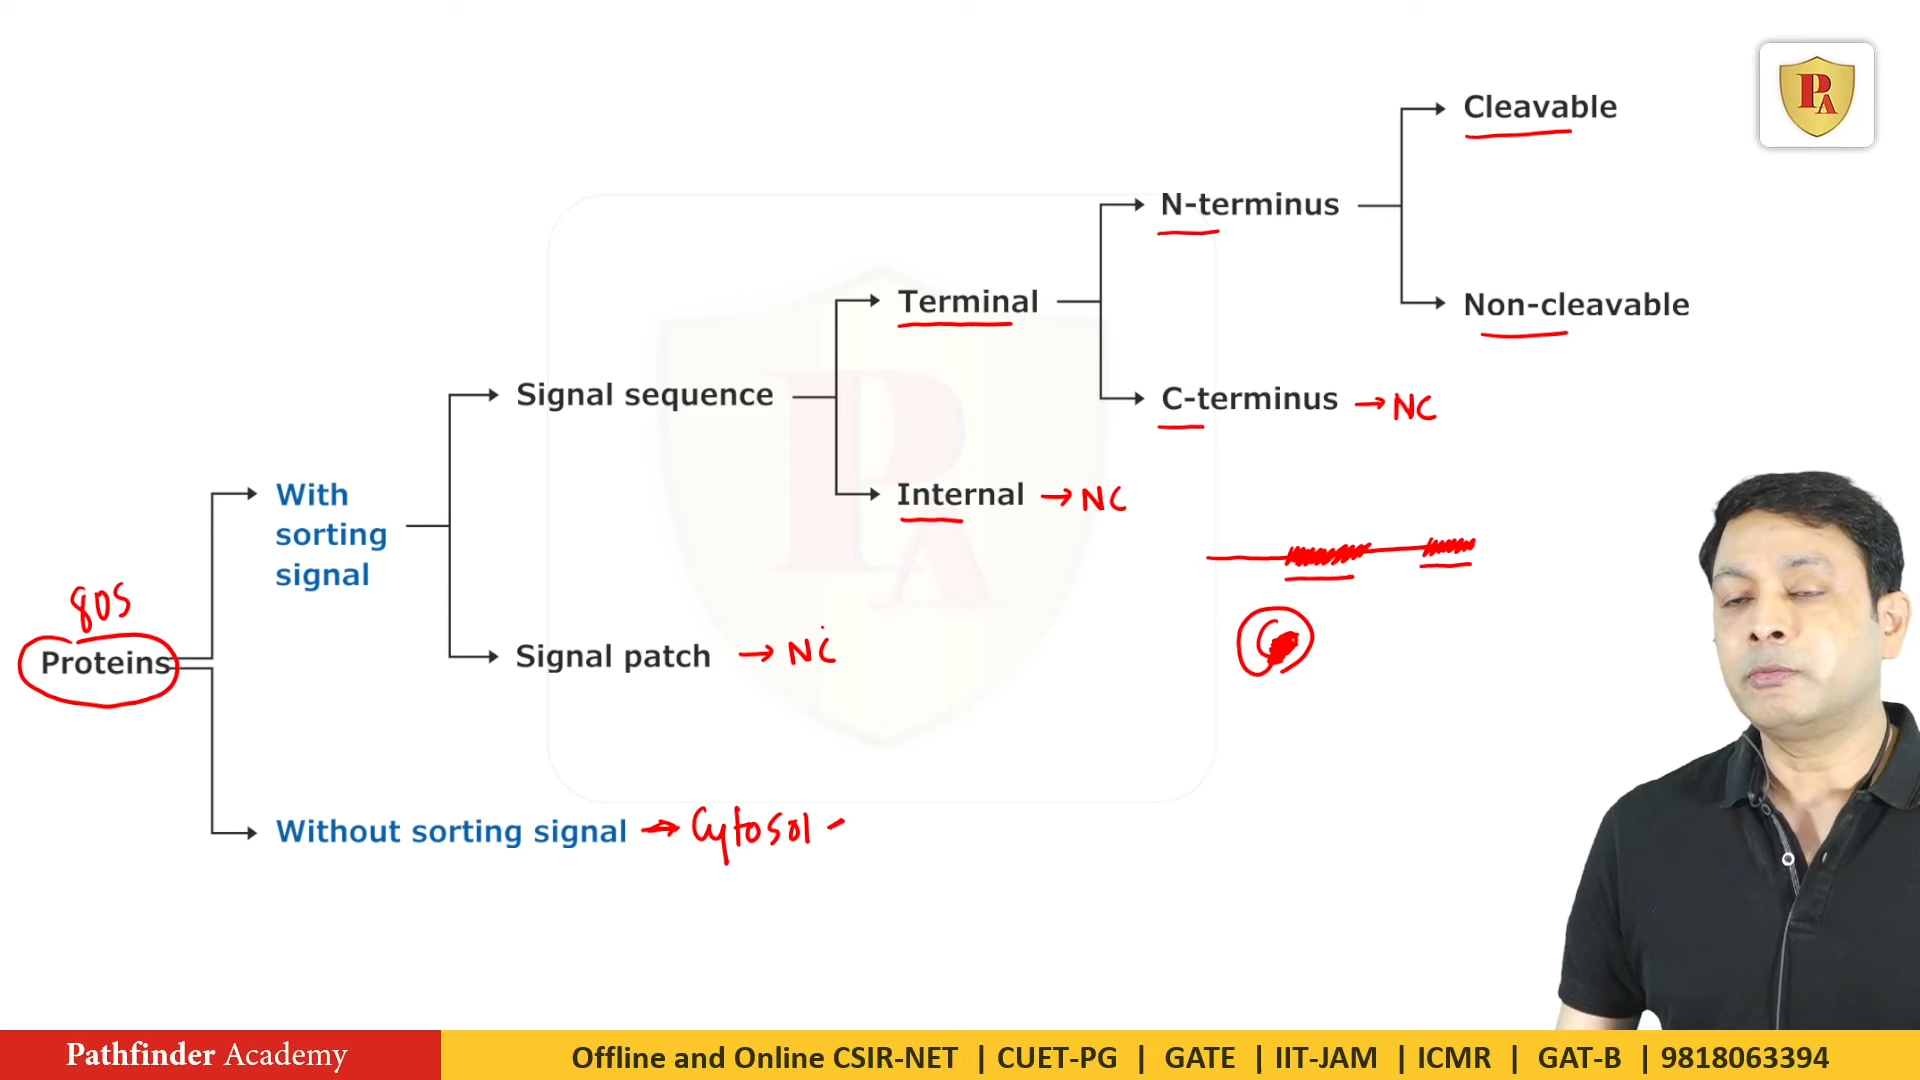 Cleavable
N-terminus
Non-cleavable
Terminal
C-terminus → NC
Signal sequence
Internal → NC
With
sorting
signal
80S
Proteins
Signal patch → NC
Without sorting signal → Cytosol -
PA
Pathfinder Academy
Offline and Online CSIR-NET | CUET-PG | GATE | IIT-JAM | ICMR | GAT-B | 9818063394